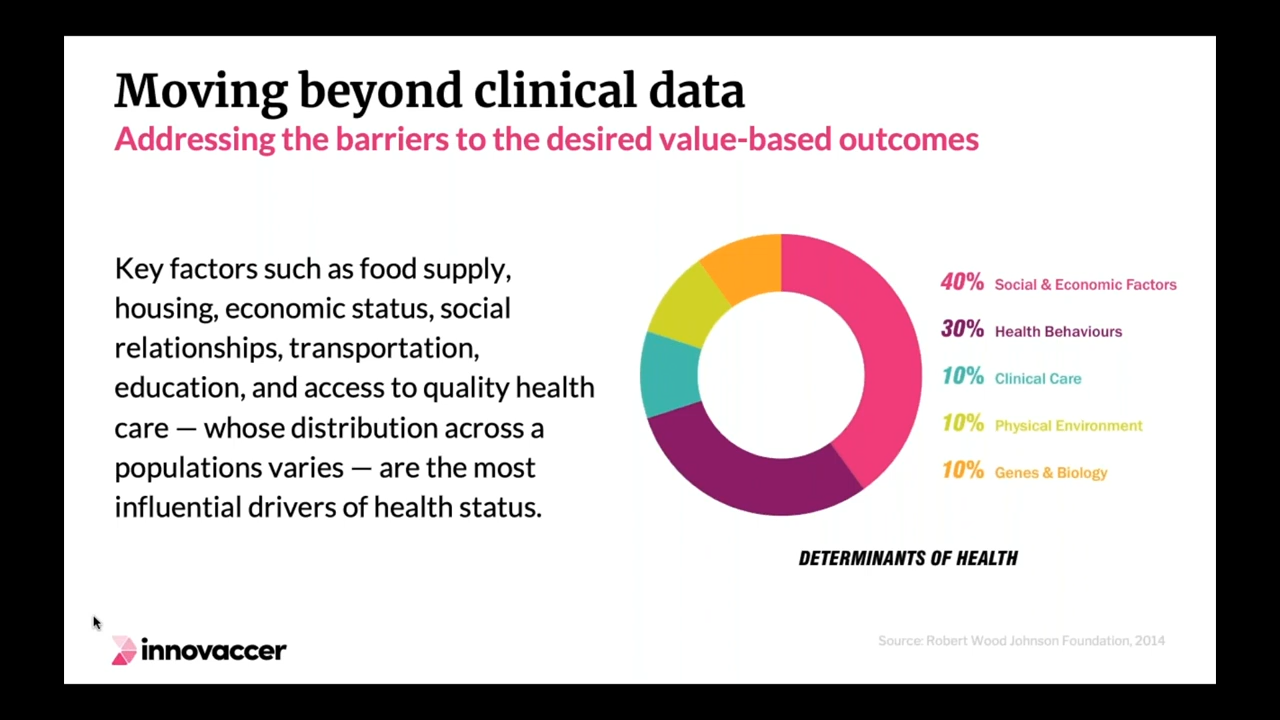 Moving beyond clinical data
Addressing the barriers to the desired value-based outcomes
Key factors such as food supply,
housing, economic status, social
relationships, transportation,
education, and access to quality health
care — whose distribution across a
populations varies — are the most
influential drivers of health status.
40% Social & Economic Factors
30% Health Behaviours
10% Clinical Care
10% Physical Environment
10% Genes & Biology
DETERMINANTS OF HEALTH
innovaccer
Source: Robert Wood Johnson Foundation, 2014